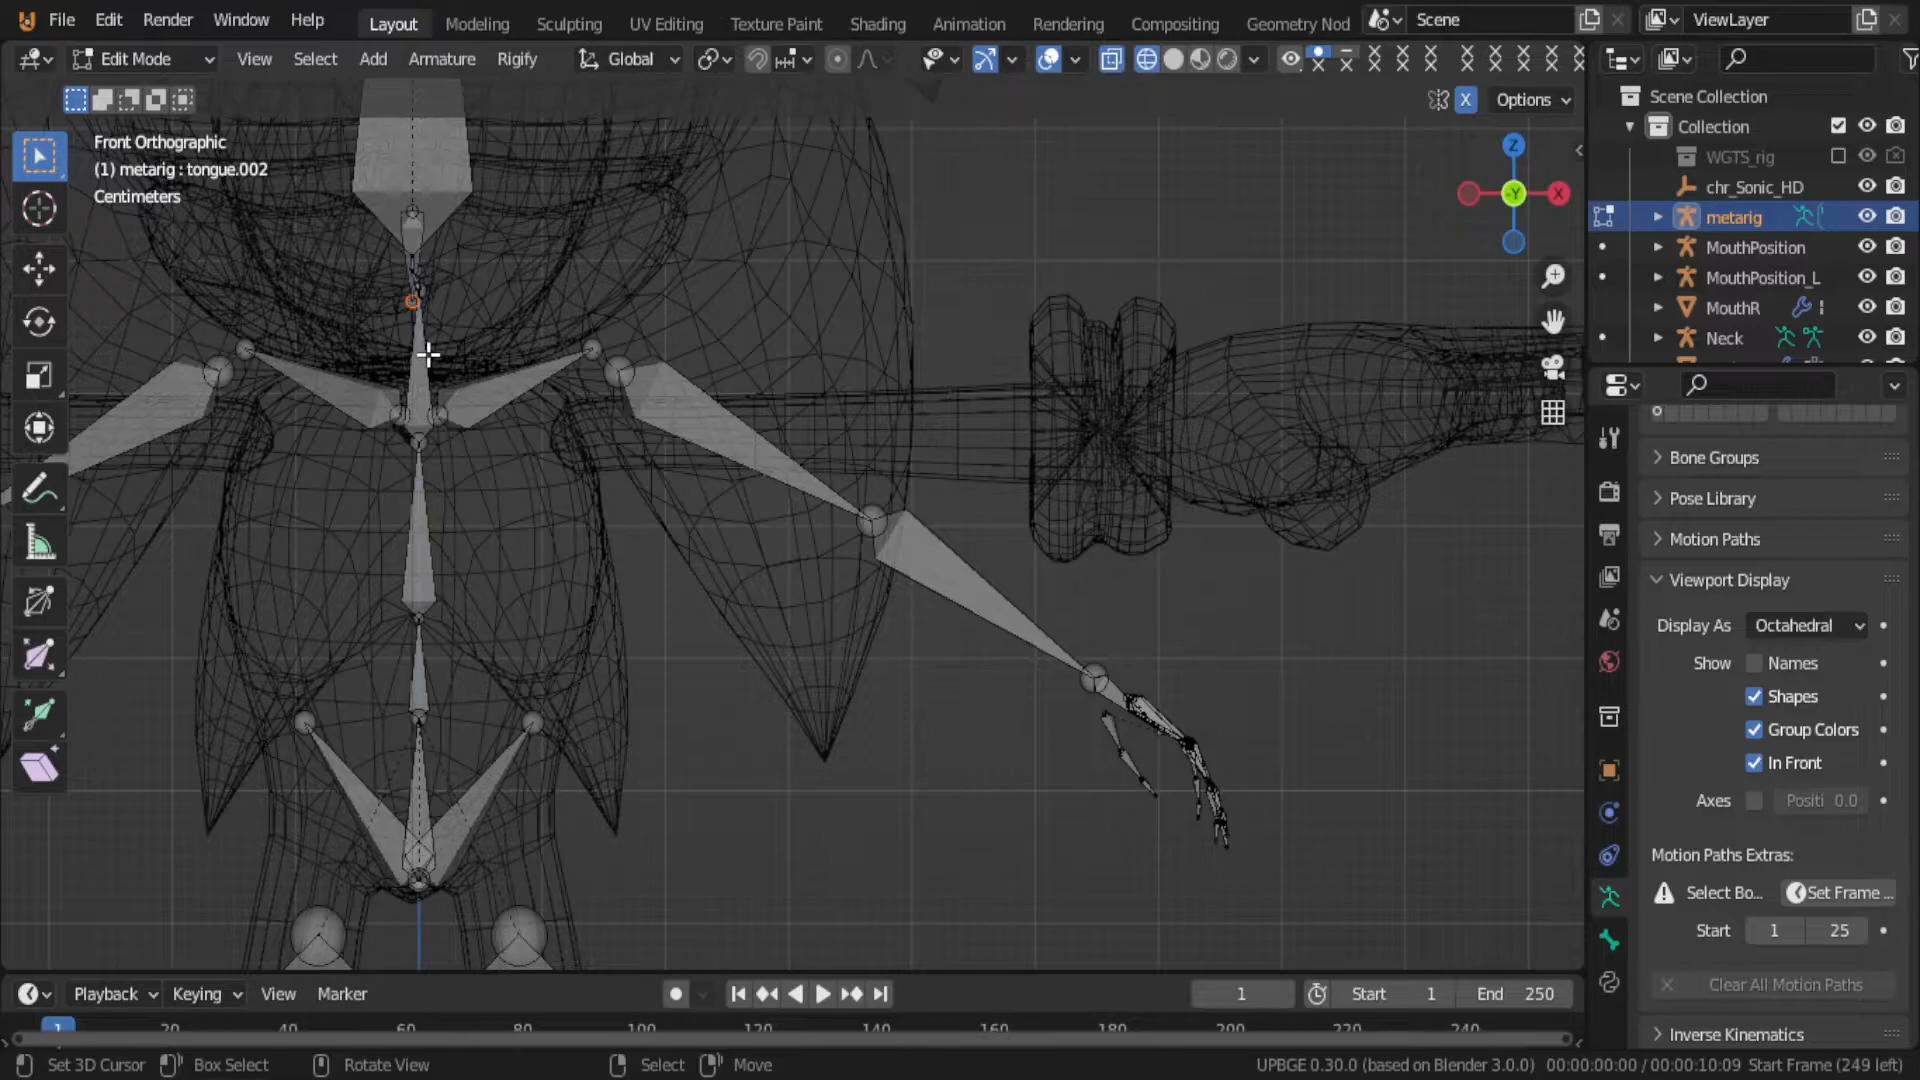 File Edit Render Window Help Layout Modeling Sculpting UV Editing Texture Paint Shading Animation Rendering Compositing Geometry Nod Scene ViewLayer
Edit Mode View Select Add Armature Rigify Global
X Options
Front Orthographic
(1) metarig : tongue.002
Centimeters
Z
X
-Y
Scene Collection
Collection
WGTS_rig
chr_Sonic_HD
metarig
MouthPosition
MouthPosition_L
MouthR
Neck
Bone Groups
Pose Library
Motion Paths
Viewport Display
Display As Octahedral
Show Names
Shapes
Group Colors
In Front
Axes Positi 0.0
Motion Paths Extras:
Select Bo... Set Frame ...
Start 1 25
Clear All Motion Paths
Inverse Kinematics
Playback Keying View Marker 1 Start 1 End 250
1 20 40 60 80 100 120 140 160 180 200 220 240
Set 3D Cursor Box Select Rotate View Select Move UPBGE 0.30.0 (based on Blender 3.0.0) 00:00:00:00 / 00:00:10:09 Start Frame (249 left)